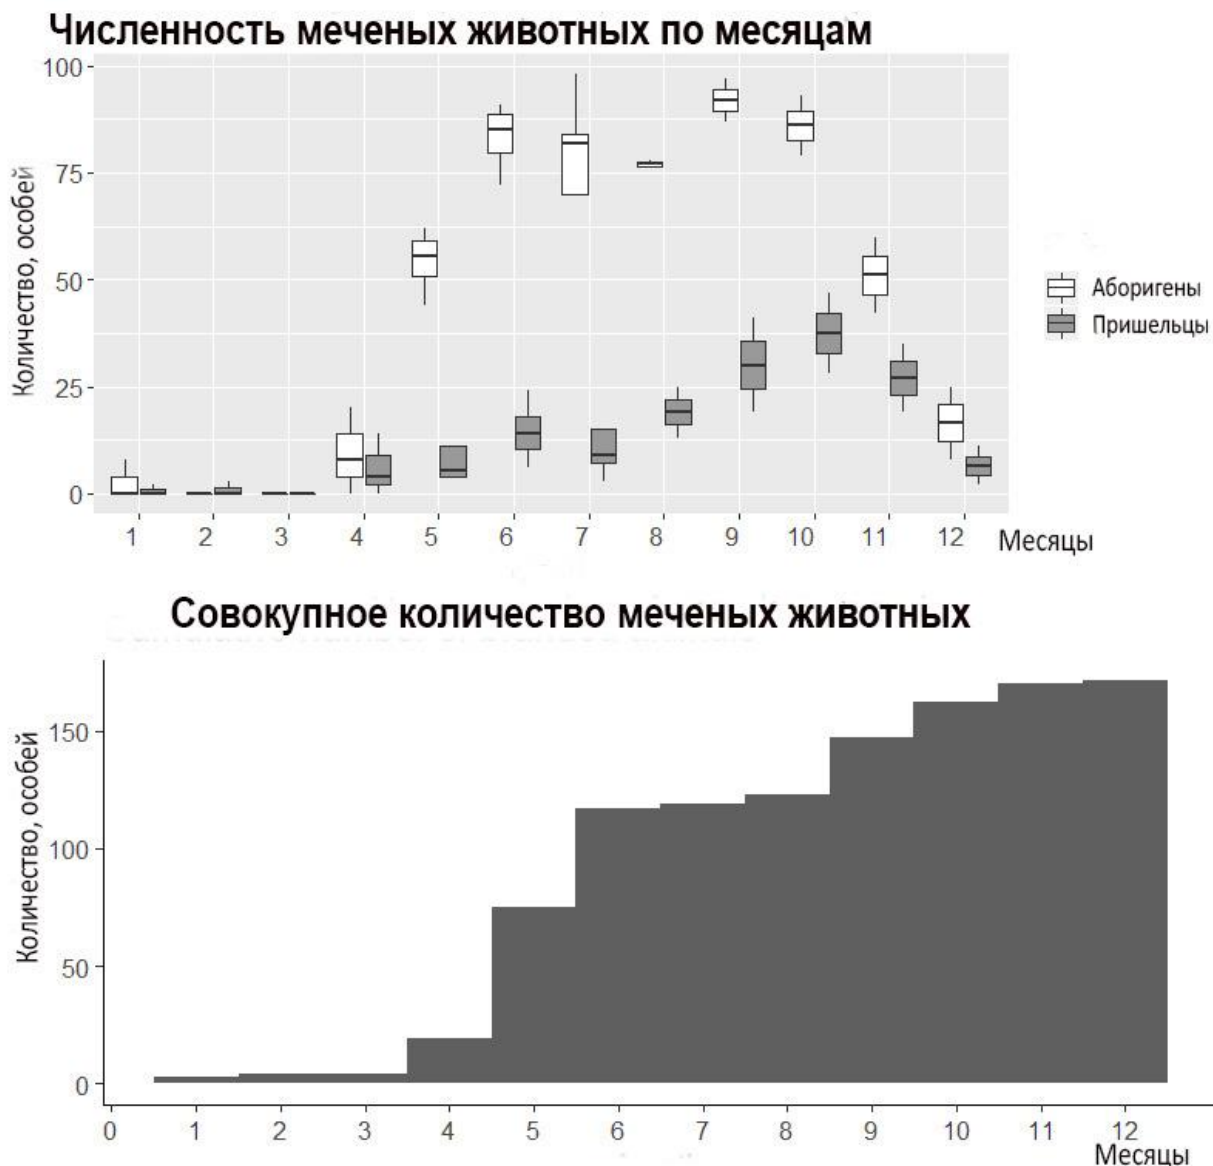 Численность меченых животных по месяцам
Количество, особей
100
75
50
25
0
1 2 3 4 5 6 7 8 9 10 11 12
Месяцы
Аборигены
Пришельцы
Совокупное количество меченых животных
Количество, особей
150
100
50
0
0 1 2 3 4 5 6 7 8 9 10 11 12
Месяцы